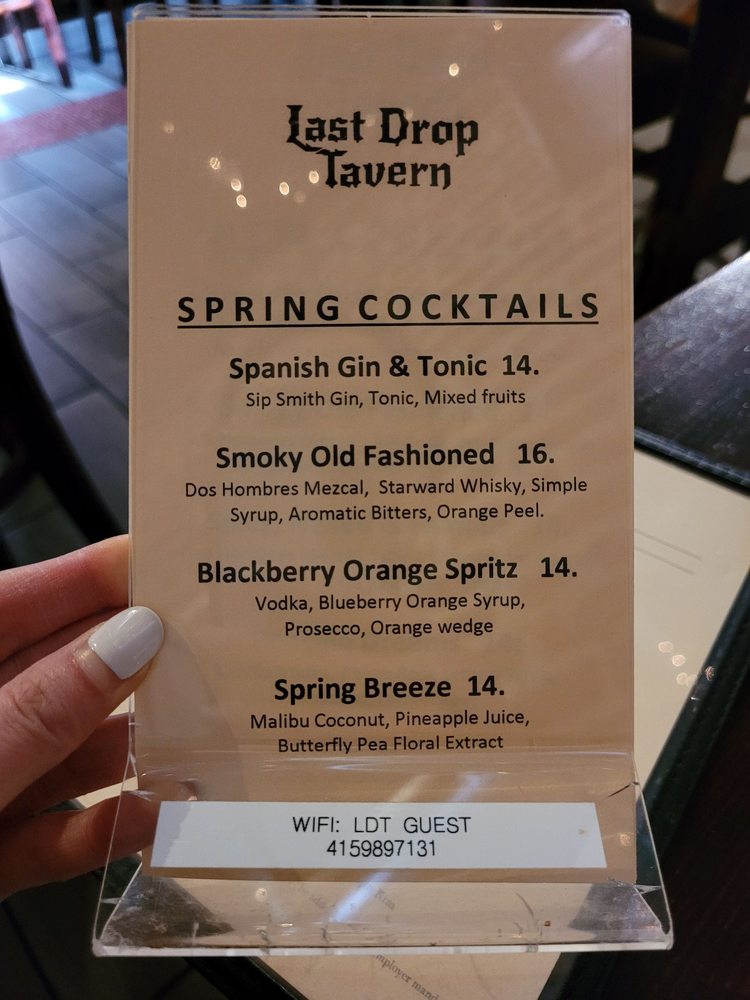 Last Drop
Tavern
SPRING COCKTAILS
Spanish Gin & Tonic 14.
Sip Smith Gin, Tonic, Mixed fruits
Smoky Old Fashioned 16.
Dos Hombres Mezcal, Starward Whisky, Simple
Syrup, Aromatic Bitters, Orange Peel.
Blackberry Orange Spritz 14.
Vodka, Blueberry Orange Syrup,
Prosecco, Orange wedge
Spring Breeze 14.
Malibu Coconut, Pineapple Juice,
Butterfly Pea Floral Extract
WIFI: LDT GUEST
4159897131